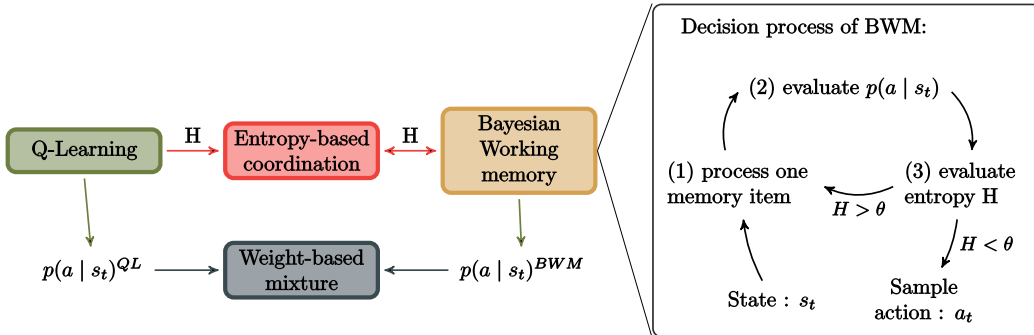 Decision process of BWM:
(2) evaluate p(a | s_t)
(1) process one
memory item
(3) evaluate
entropy H
H > θ
H < θ
State : s_t
Sample
action : a_t
Q-Learning
H
Entropy-based
coordination
H
Bayesian
Working
memory
p(a | s_t)^{QL}
Weight-based
mixture
p(a | s_t)^{BWM}